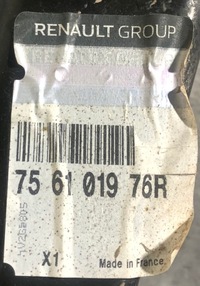 RENAULT GROUP
75 61 019 76R
X1
Made in France